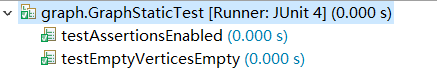 graph.GraphStaticTest [Runner: JUnit 4] (0.000 s)
testAssertionsEnabled (0.000 s)
testEmptyVerticesEmpty (0.000 s)